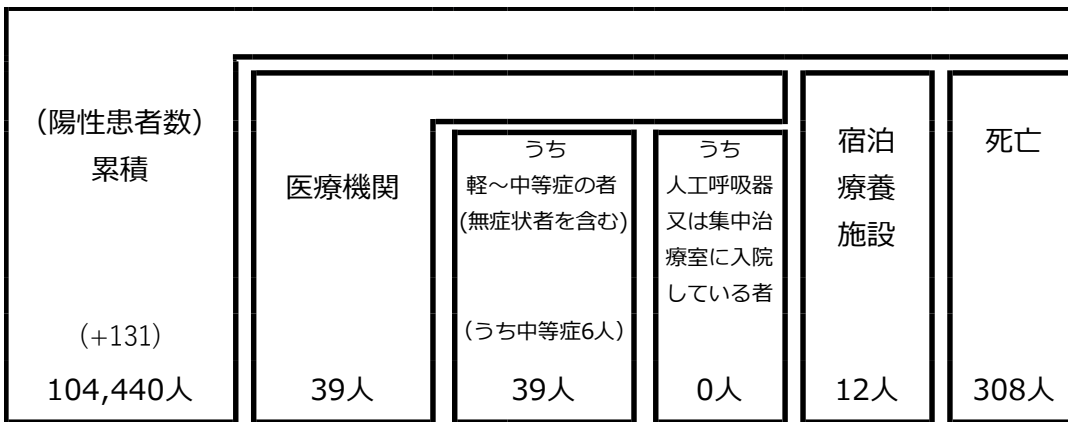 （陽性患者数）
累積
（+131）
104,440人
医療機関
39人
うち
軽～中等症の者
(無症状者を含む)
（うち中等症6人）
39人
うち
人工呼吸器
又は集中治
療室に入院
している者
0人
宿泊
療養
施設
12人
死亡
308人